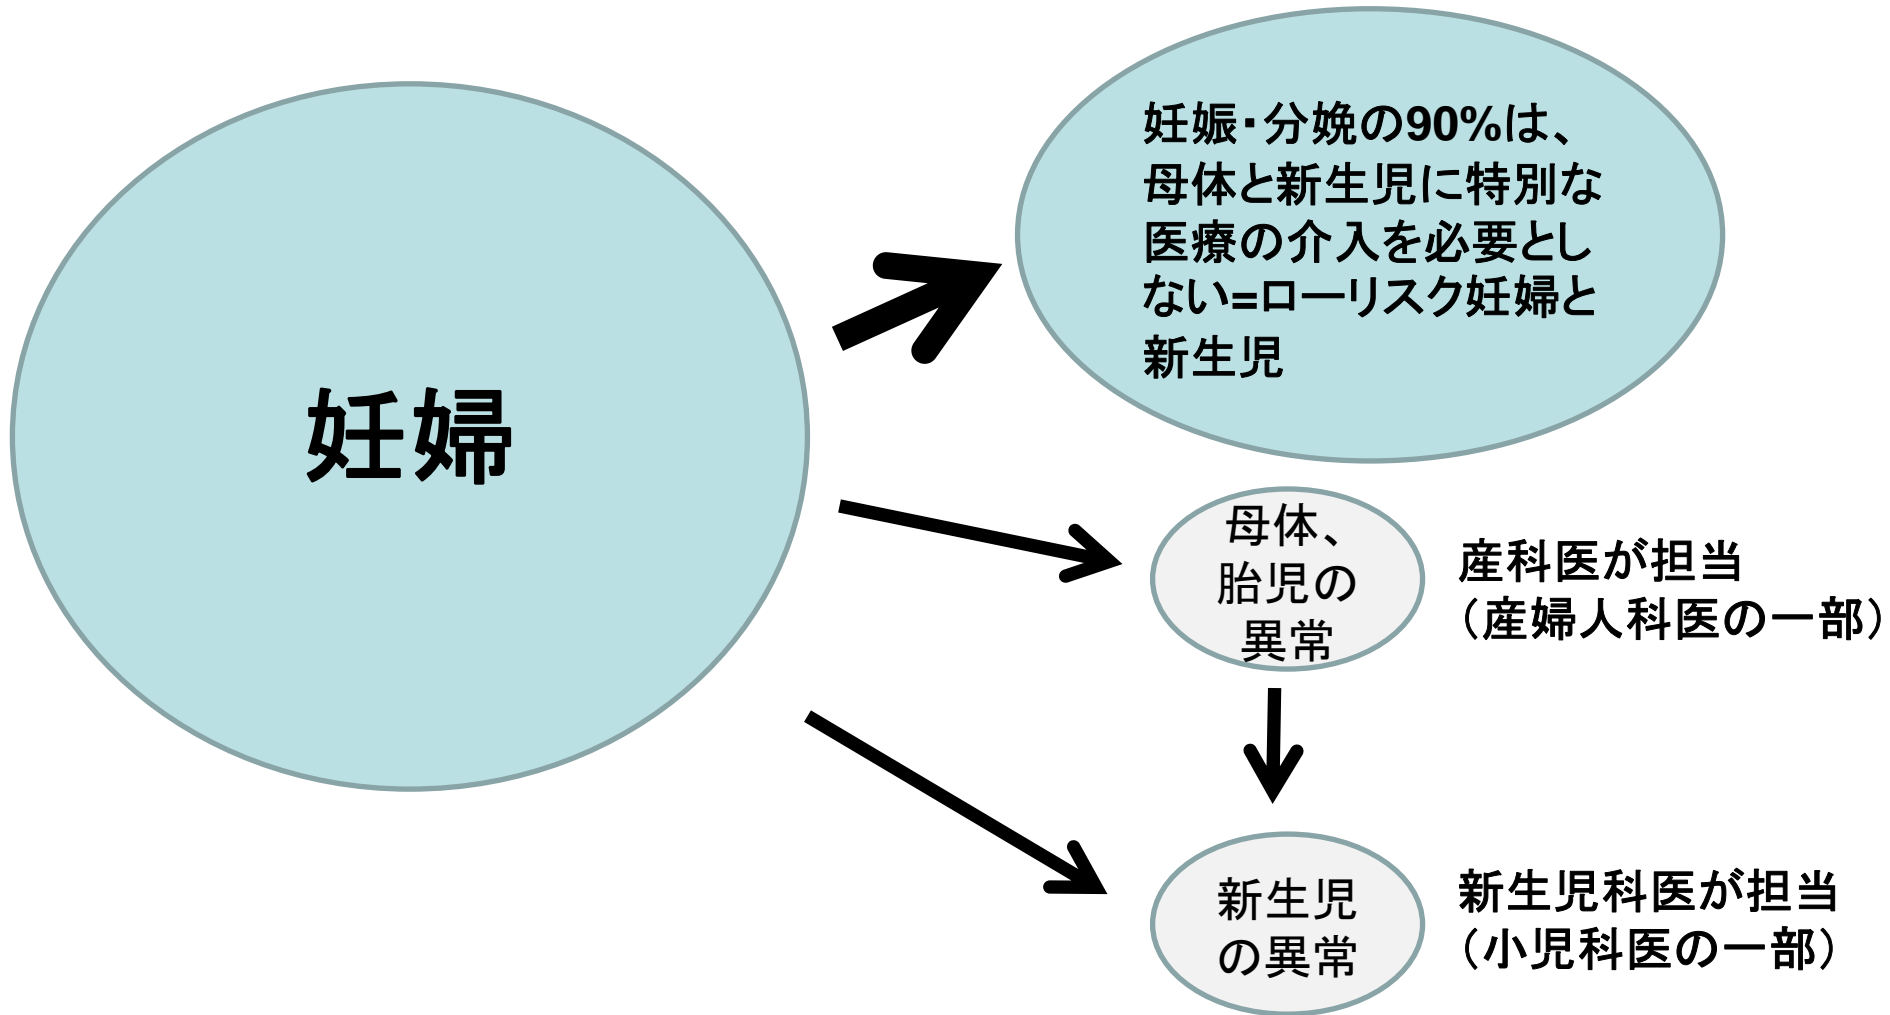 妊婦
妊娠・分娩の90%は、
母体と新生児に特別な
医療の介入を必要とし
ない=ローリスク妊婦と
新生児
母体、
胎児の
異常
産科医が担当
（産婦人科医の一部）
新生児
の異常
新生児科医が担当
（小児科医の一部）